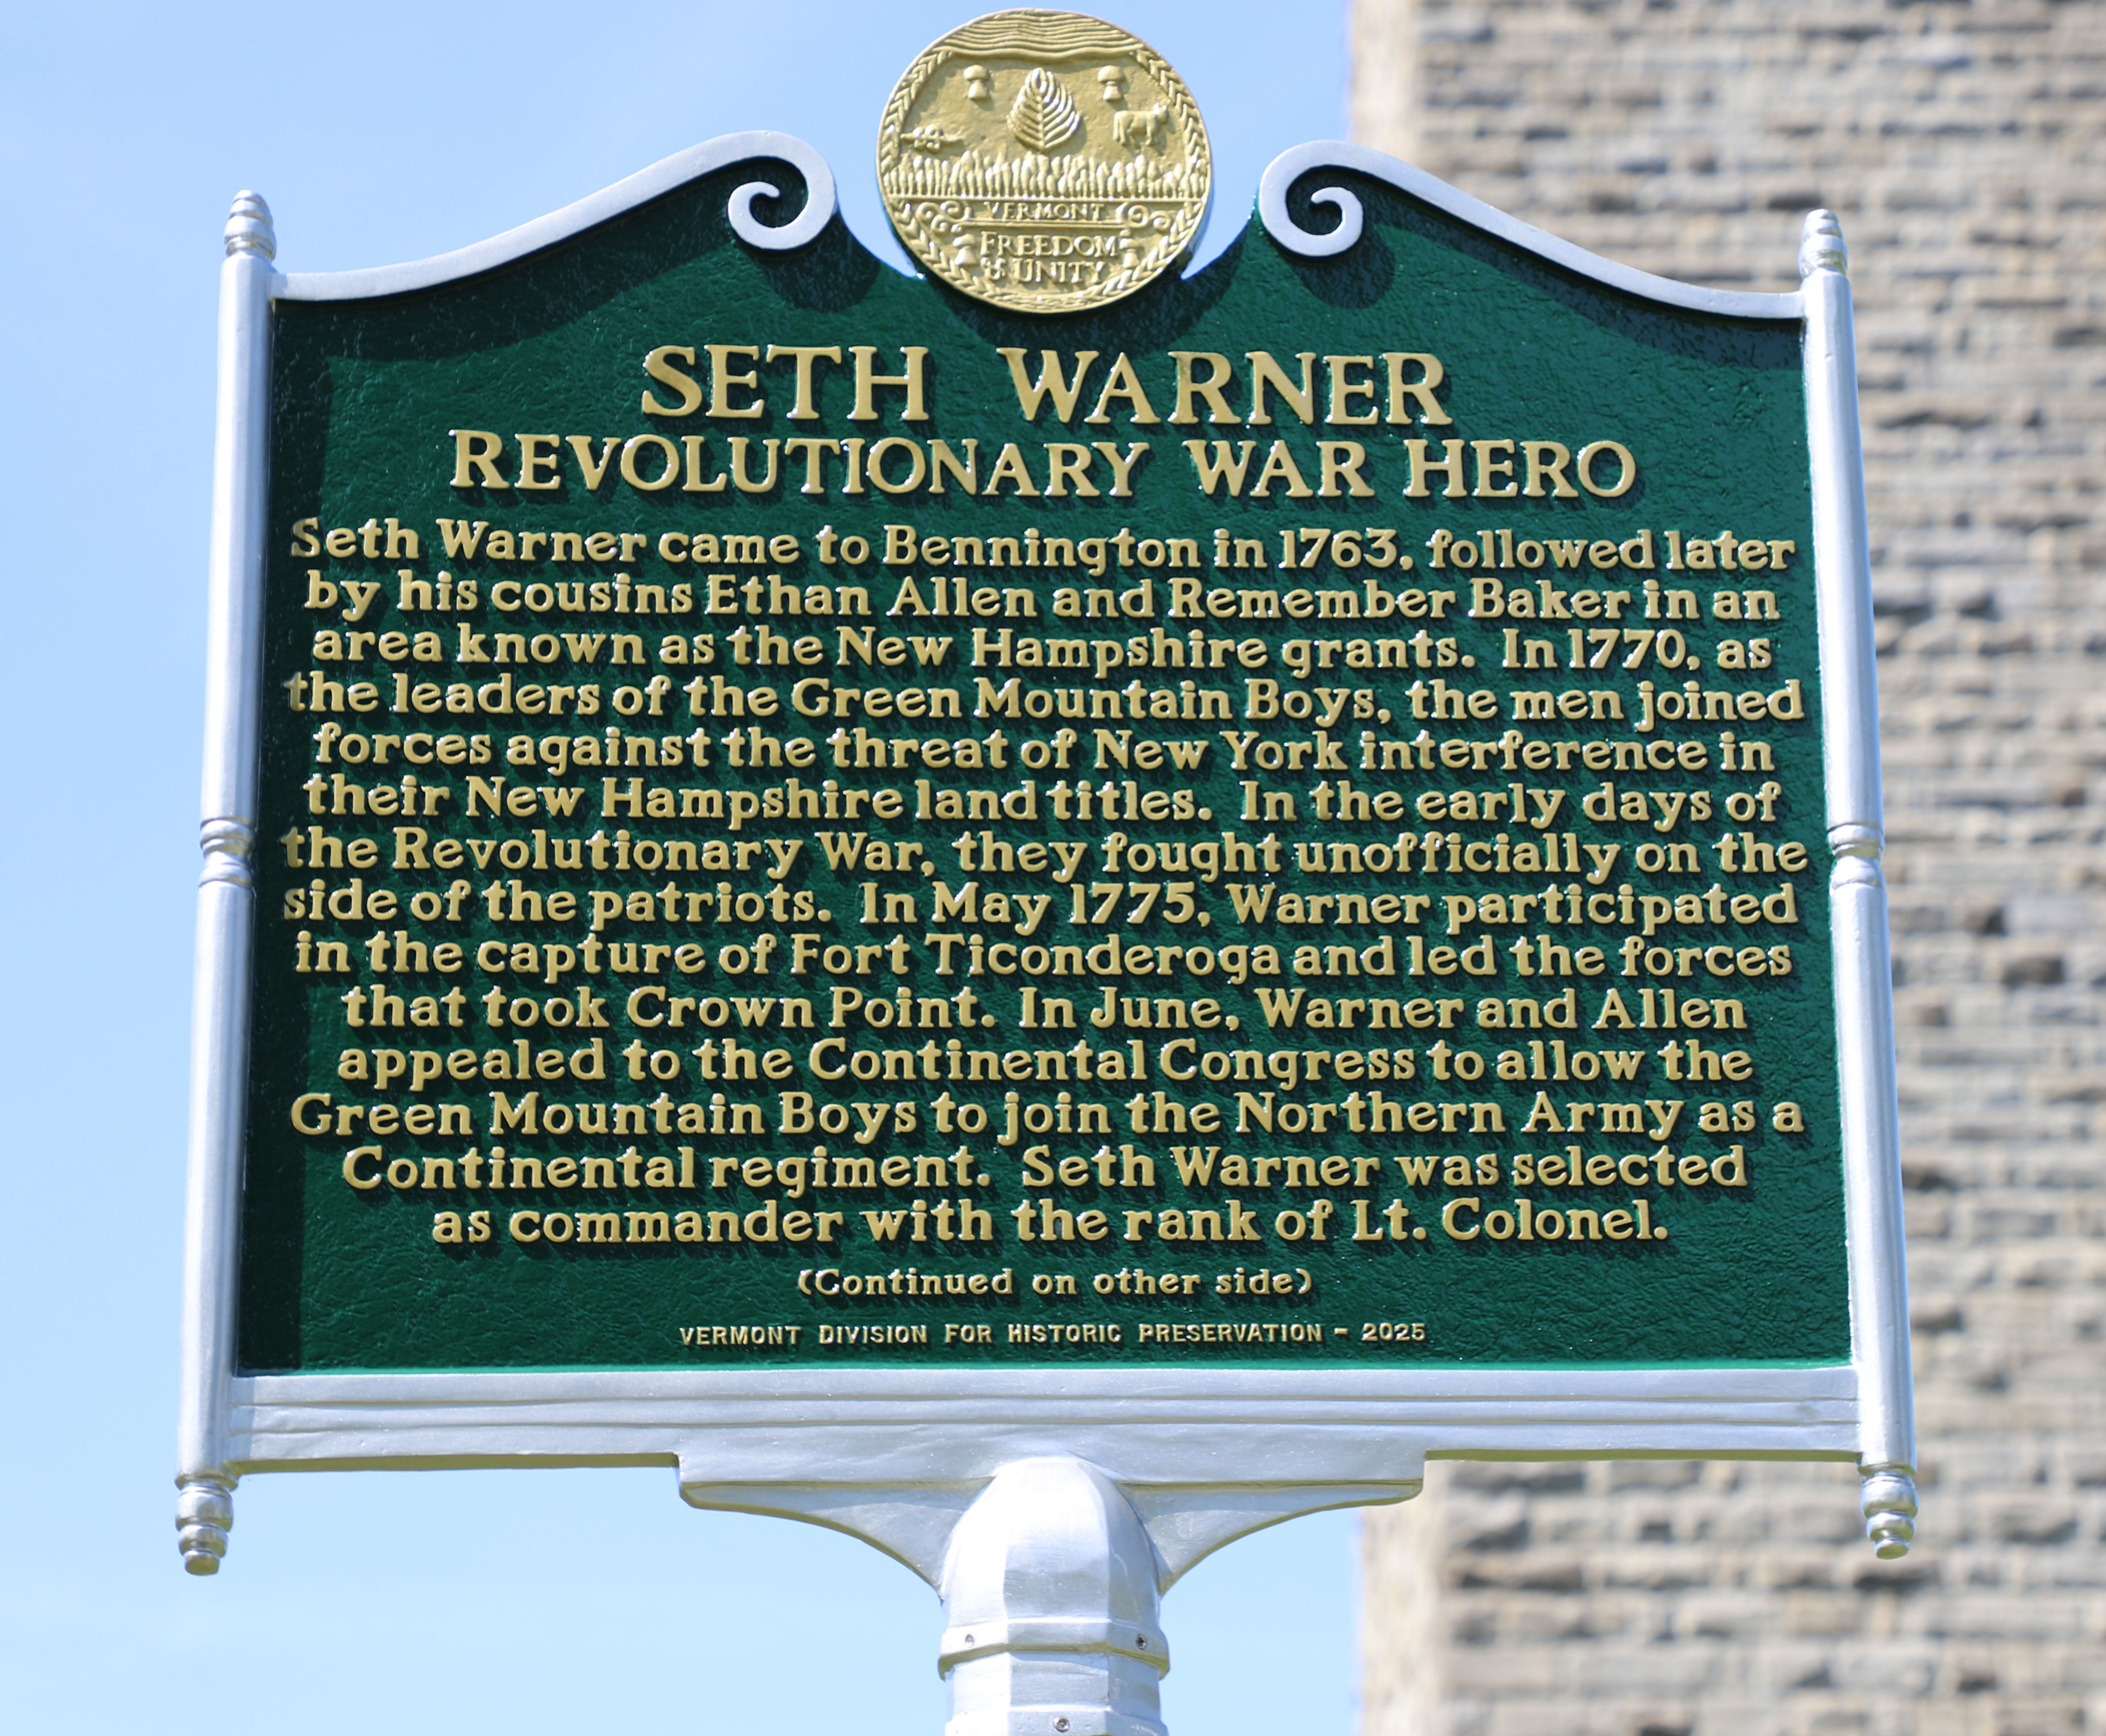 VERMONT
FREEDOM
& UNITY
SETH WARNER
REVOLUTIONARY WAR HERO
Seth Warner came to Bennington in 1763, followed later
by his cousins Ethan Allen and Remember Baker in an
area known as the New Hampshire grants. In 1770, as
the leaders of the Green Mountain Boys, the men joined
forces against the threat of New York interference in
their New Hampshire land titles. In the early days of
the Revolutionary War, they fought unofficially on the
side of the patriots. In May 1775, Warner participated
in the capture of Fort Ticonderoga and led the forces
that took Crown Point. In June, Warner and Allen
appealed to the Continental Congress to allow the
Green Mountain Boys to join the Northern Army as a
Continental regiment. Seth Warner was selected
as commander with the rank of Lt. Colonel.
(Continued on other side)
VERMONT DIVISION FOR HISTORIC PRESERVATION - 2025